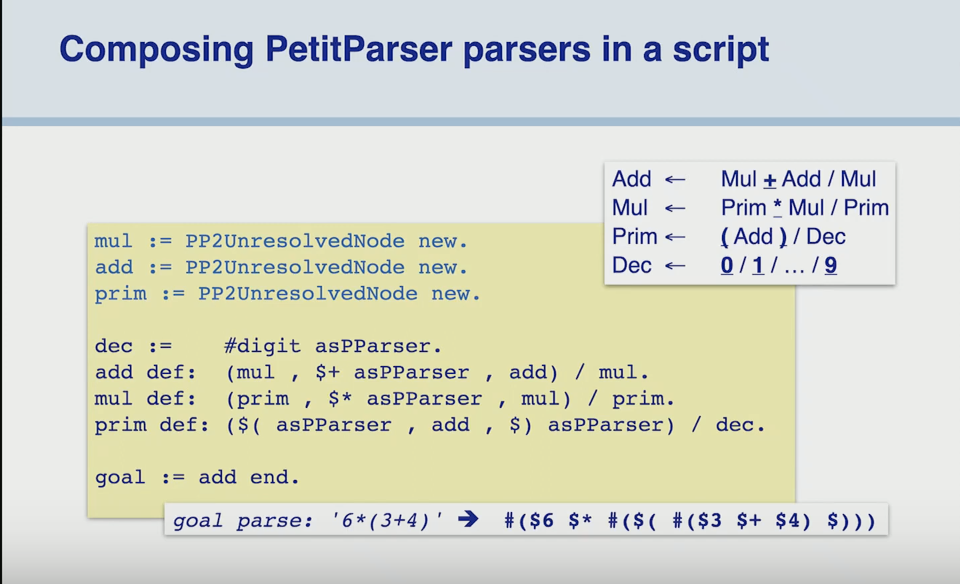 Composing PetitParser parsers in a script
Add ← Mul + Add / Mul
Mul ← Prim * Mul / Prim
Prim ← ( Add ) / Dec
Dec ← 0 / 1 / ... / 9
mul := PP2UnresolvedNode new.
add := PP2UnresolvedNode new.
prim := PP2UnresolvedNode new.
dec := #digit asPParser.
add def: (mul , $+ asPParser , add) / mul.
mul def: (prim , $* asPParser , mul) / prim.
prim def: ($( asPParser , add , $) asPParser) / dec.
goal := add end.
goal parse: '6*(3+4)' ➔ #($6 $* #($( #($3 $+ $4) $)))